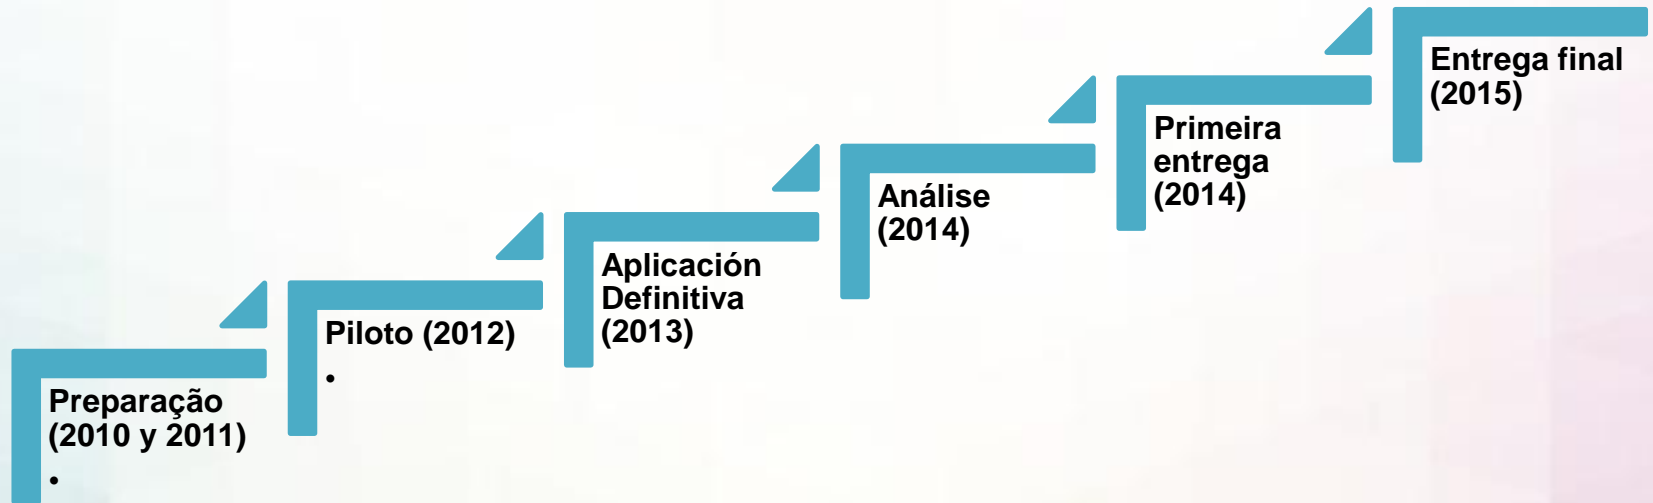 Preparação
(2010 y 2011)
•
Piloto (2012)
•
Aplicación
Definitiva
(2013)
Análise
(2014)
Primeira
entrega
(2014)
Entrega final
(2015)